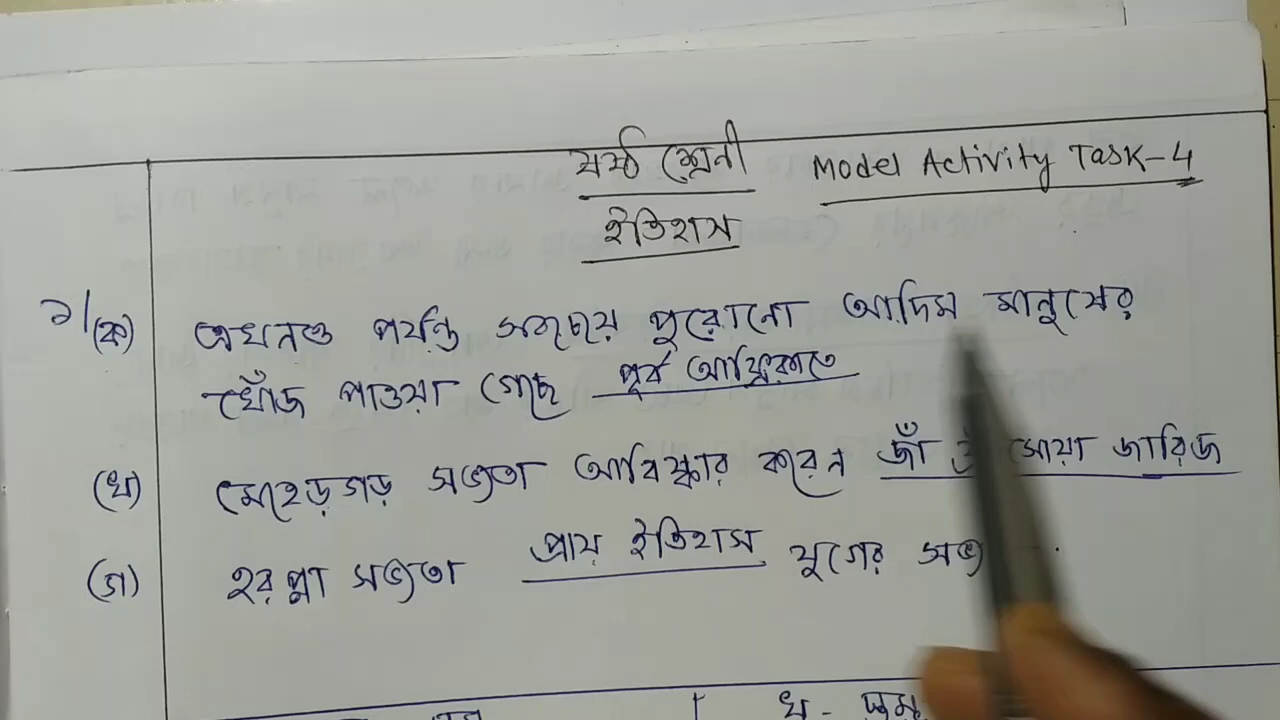 ষষ্ঠ শ্রেনী Model Activity Task-4
ইতিহাস
১/(ক) এখনও পর্যন্ত সবচেয়ে পুরোনো আদিম মানুষের
খোঁজ পাওয়া গেছে পূর্ব আফ্রিকাতে
(খ) মেহেড়গড় সভ্যতা আবিস্কার করেন জাঁ জারিজ
(গ) হরপ্পা সভ্যতা প্রায় ইতিহাস যুগের
খ -